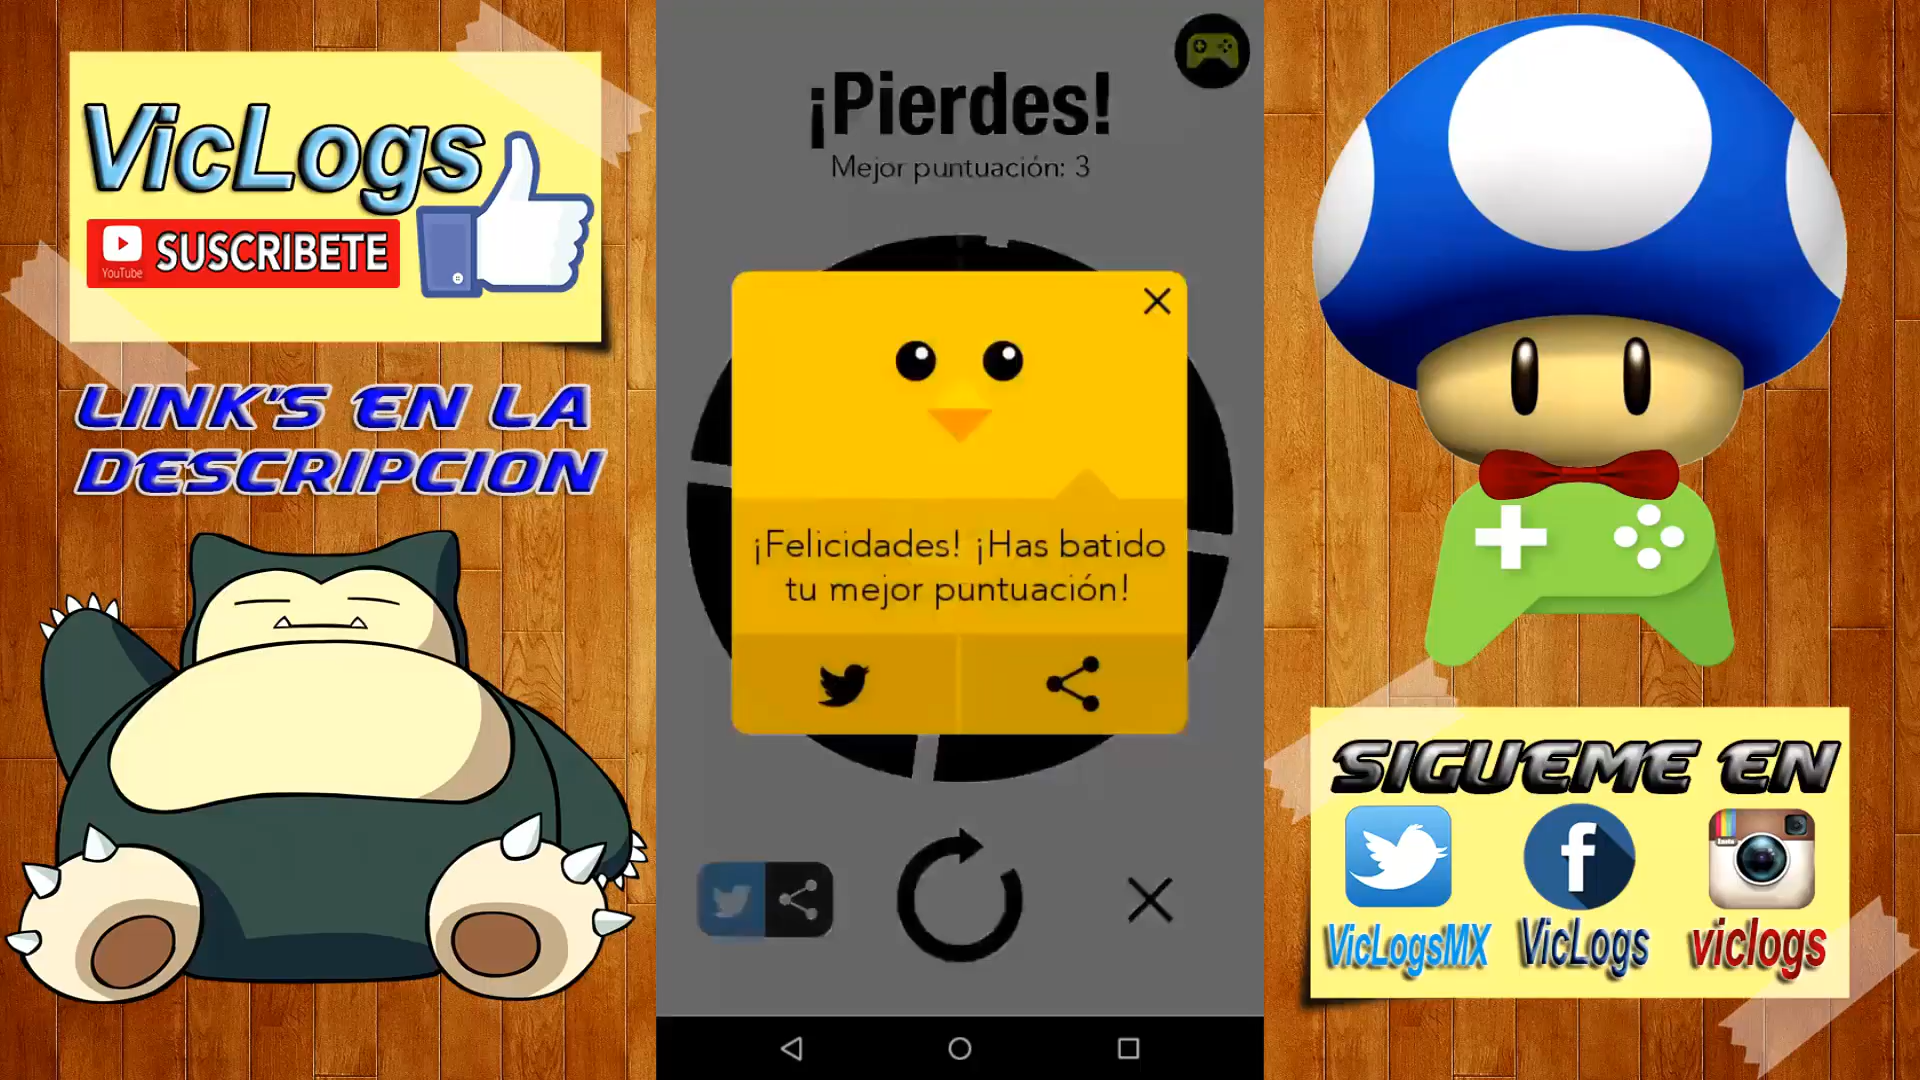 VicLogs
YouTube
SUSCRIBETE
LINK'S EN LA
DESCRIPCION
¡Pierdes!
Mejor puntuación: 3
¡Felicidades! ¡Has batido
tu mejor puntuación!
SIGUEME EN
Insta
VicLogsMX
VicLogs
viclogs